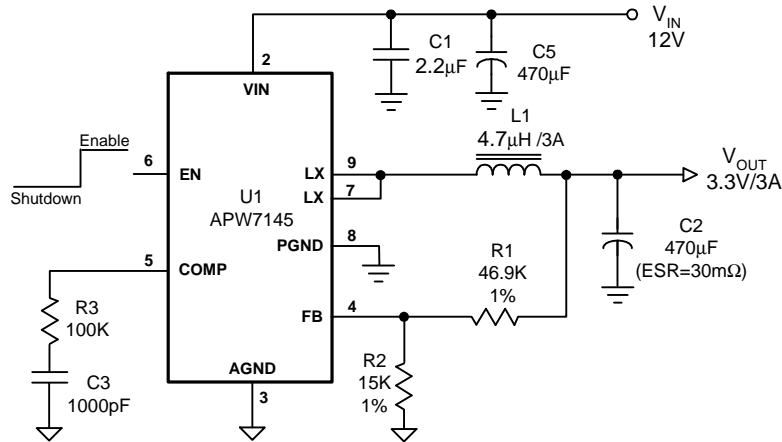 V_IN
12V
C1
2.2µF
C5
470µF
2
VIN
L1
4.7µH /3A
Enable
Shutdown
6
EN
LX
9
LX
7
V_OUT
3.3V/3A
U1
APW7145
PGND
8
C2
470µF
(ESR=30mΩ)
5
COMP
R1
46.9K
1%
R3
100K
FB
4
C3
1000pF
AGND
3
R2
15K
1%